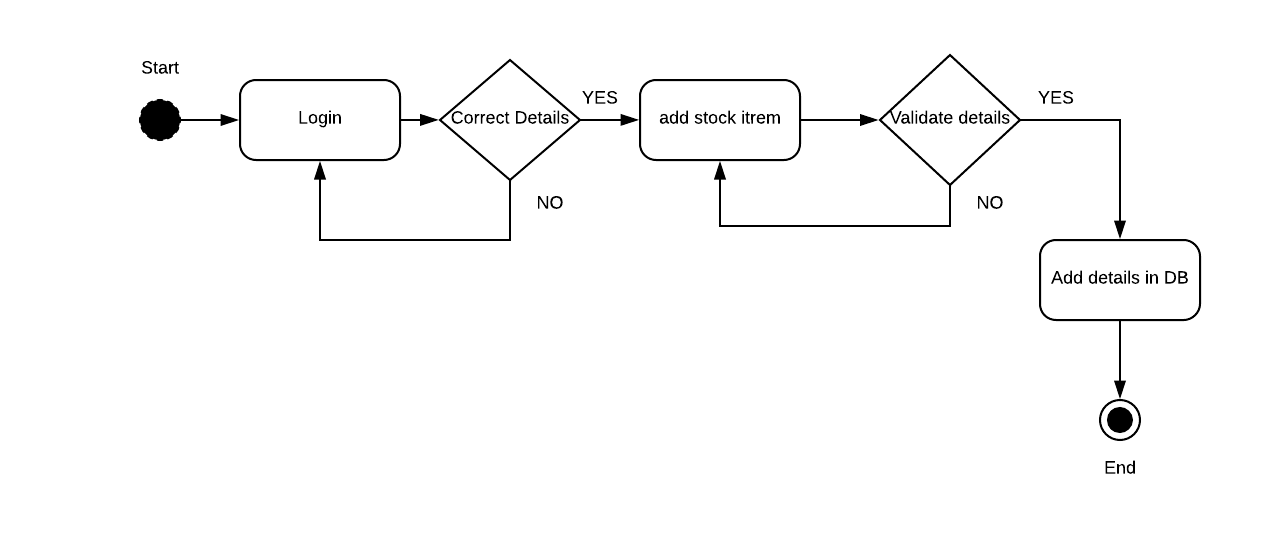 Start
Login
Correct Details
YES
NO
add stock itrem
Validate details
YES
NO
Add details in DB
End